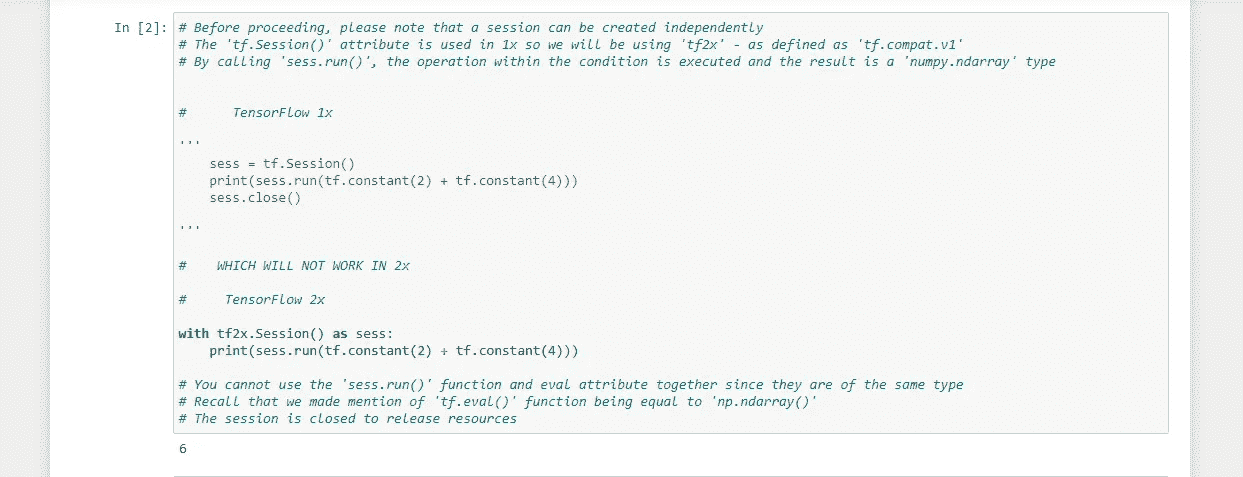 In [2]: # Before proceeding, please note that a session can be created independently
# The 'tf.Session()' attribute is used in 1x so we will be using 'tf2x' - as defined as 'tf.compat.v1'
# By calling 'sess.run()', the operation within the condition is executed and the result is a 'numpy.ndarray' type
# TensorFlow 1x
'''
sess = tf.Session()
print(sess.run(tf.constant(2) + tf.constant(4)))
sess.close()
'''
# WHICH WILL NOT WORK IN 2x
# TensorFlow 2x
with tf2x.Session() as sess:
print(sess.run(tf.constant(2) + tf.constant(4)))
# You cannot use the 'sess.run()' function and eval attribute together since they are of the same type
# Recall that we made mention of 'tf.eval()' function being equal to 'np.ndarray()'
# The session is closed to release resources
6